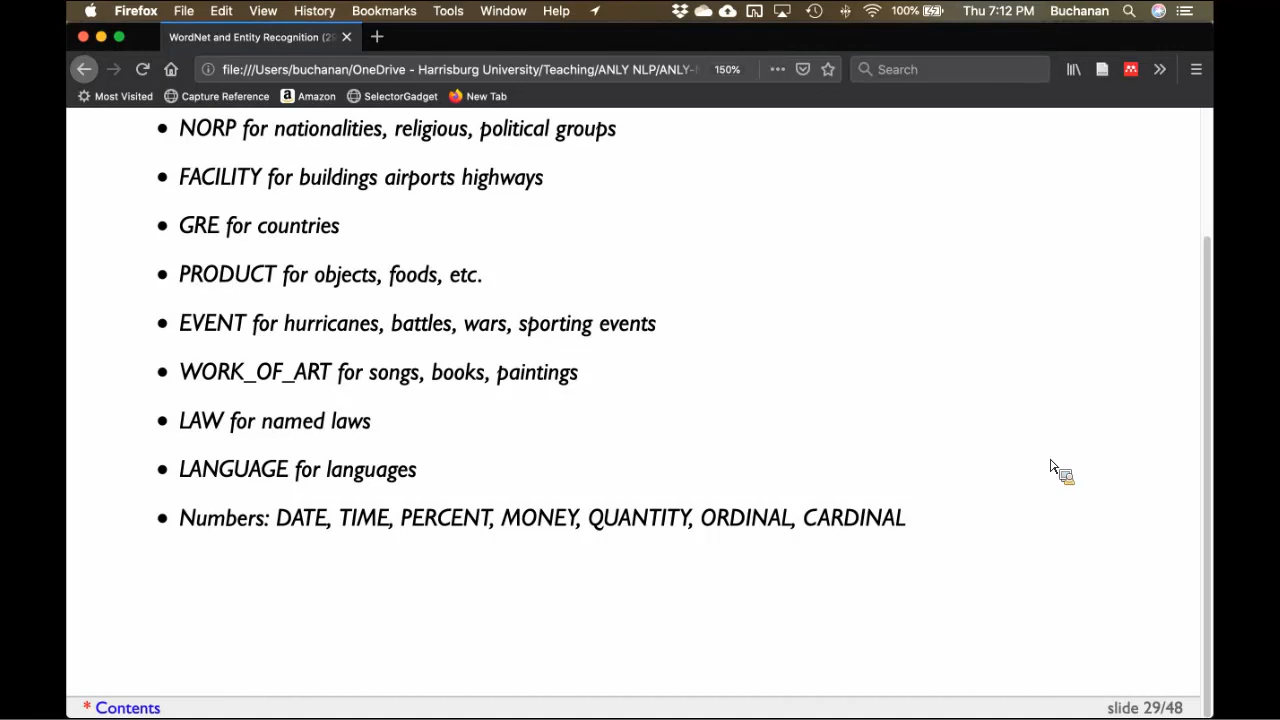 Firefox File Edit View History Bookmarks Tools Window Help 100% Thu 7:12 PM Buchanan
WordNet and Entity Recognition (29
file:///Users/buchanan/OneDrive - Harrisburg University/Teaching/ANLY NLP/ANLY- 150% Search
Most Visited Capture Reference Amazon SelectorGadget New Tab
• NORP for nationalities, religious, political groups
• FACILITY for buildings airports highways
• GRE for countries
• PRODUCT for objects, foods, etc.
• EVENT for hurricanes, battles, wars, sporting events
• WORK_OF_ART for songs, books, paintings
• LAW for named laws
• LANGUAGE for languages
• Numbers: DATE, TIME, PERCENT, MONEY, QUANTITY, ORDINAL, CARDINAL
* Contents slide 29/48